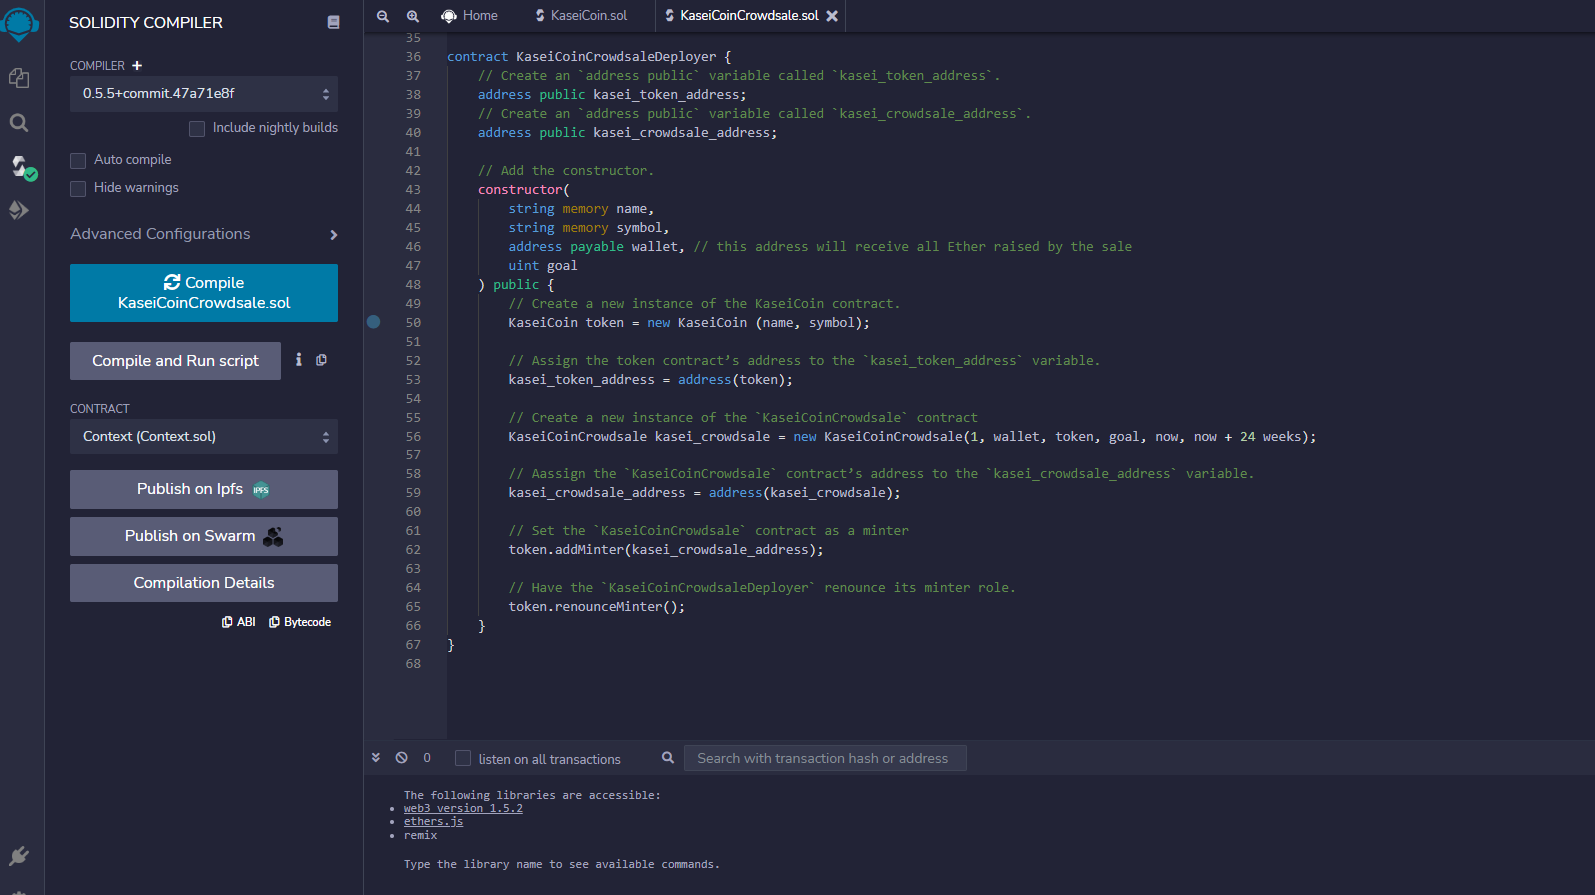 SOLIDITY COMPILER
COMPILER +
0.5.5+commit.47a71e8f
Include nightly builds
Auto compile
Hide warnings
Advanced Configurations
Compile
KaseiCoinCrowdsale.sol
Compile and Run script
CONTRACT
Context (Context.sol)
Publish on Ipfs IPFS
Publish on Swarm
Compilation Details
ABI Bytecode
Home KaseiCoin.sol KaseiCoinCrowdsale.sol
35
36 contract KaseiCoinCrowdsaleDeployer {
37 // Create an `address public` variable called `kasei_token_address`.
38 address public kasei_token_address;
39 // Create an `address public` variable called `kasei_crowdsale_address`.
40 address public kasei_crowdsale_address;
41
42 // Add the constructor.
43 constructor(
44 string memory name,
45 string memory symbol,
46 address payable wallet, // this address will receive all Ether raised by the sale
47 uint goal
48 ) public {
49 // Create a new instance of the KaseiCoin contract.
50 KaseiCoin token = new KaseiCoin (name, symbol);
51
52 // Assign the token contract’s address to the `kasei_token_address` variable.
53 kasei_token_address = address(token);
54
55 // Create a new instance of the `KaseiCoinCrowdsale` contract
56 KaseiCoinCrowdsale kasei_crowdsale = new KaseiCoinCrowdsale(1, wallet, token, goal, now, now + 24 weeks);
57
58 // Aassign the `KaseiCoinCrowdsale` contract’s address to the `kasei_crowdsale_address` variable.
59 kasei_crowdsale_address = address(kasei_crowdsale);
60
61 // Set the `KaseiCoinCrowdsale` contract as a minter
62 token.addMinter(kasei_crowdsale_address);
63
64 // Have the `KaseiCoinCrowdsaleDeployer` renounce its minter role.
65 token.renounceMinter();
66 }
67 }
68
0 listen on all transactions Search with transaction hash or address
The following libraries are accessible:
web3 version 1.5.2
ethers.js
remix
Type the library name to see available commands.